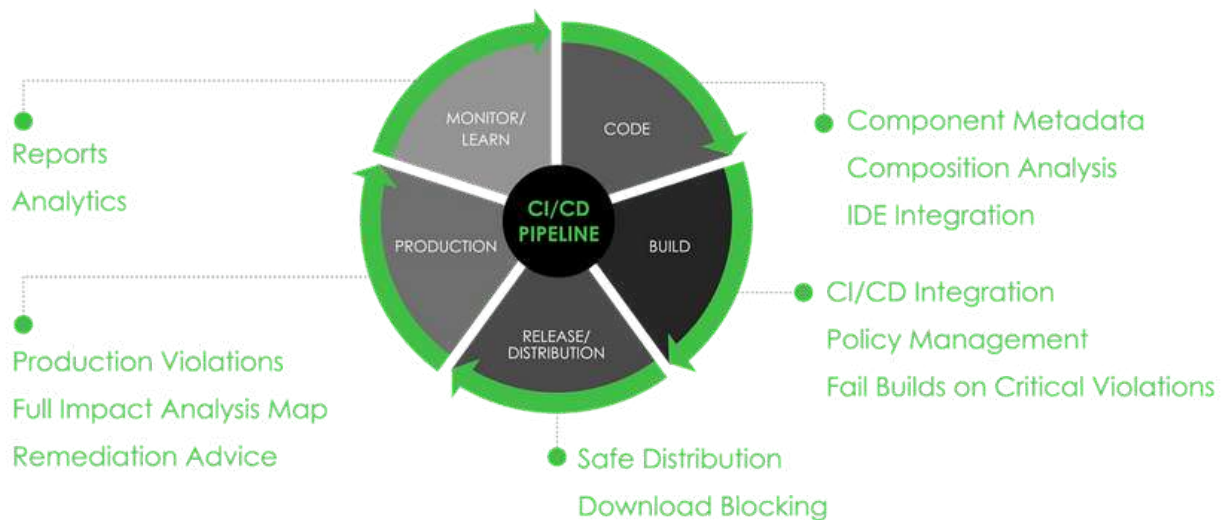 MONITOR/
LEARN
CODE
BUILD
RELEASE/
DISTRIBUTION
PRODUCTION
CI/CD
PIPELINE
Component Metadata
Composition Analysis
IDE Integration
CI/CD Integration
Policy Management
Fail Builds on Critical Violations
Safe Distribution
Download Blocking
Production Violations
Full Impact Analysis Map
Remediation Advice
Reports
Analytics